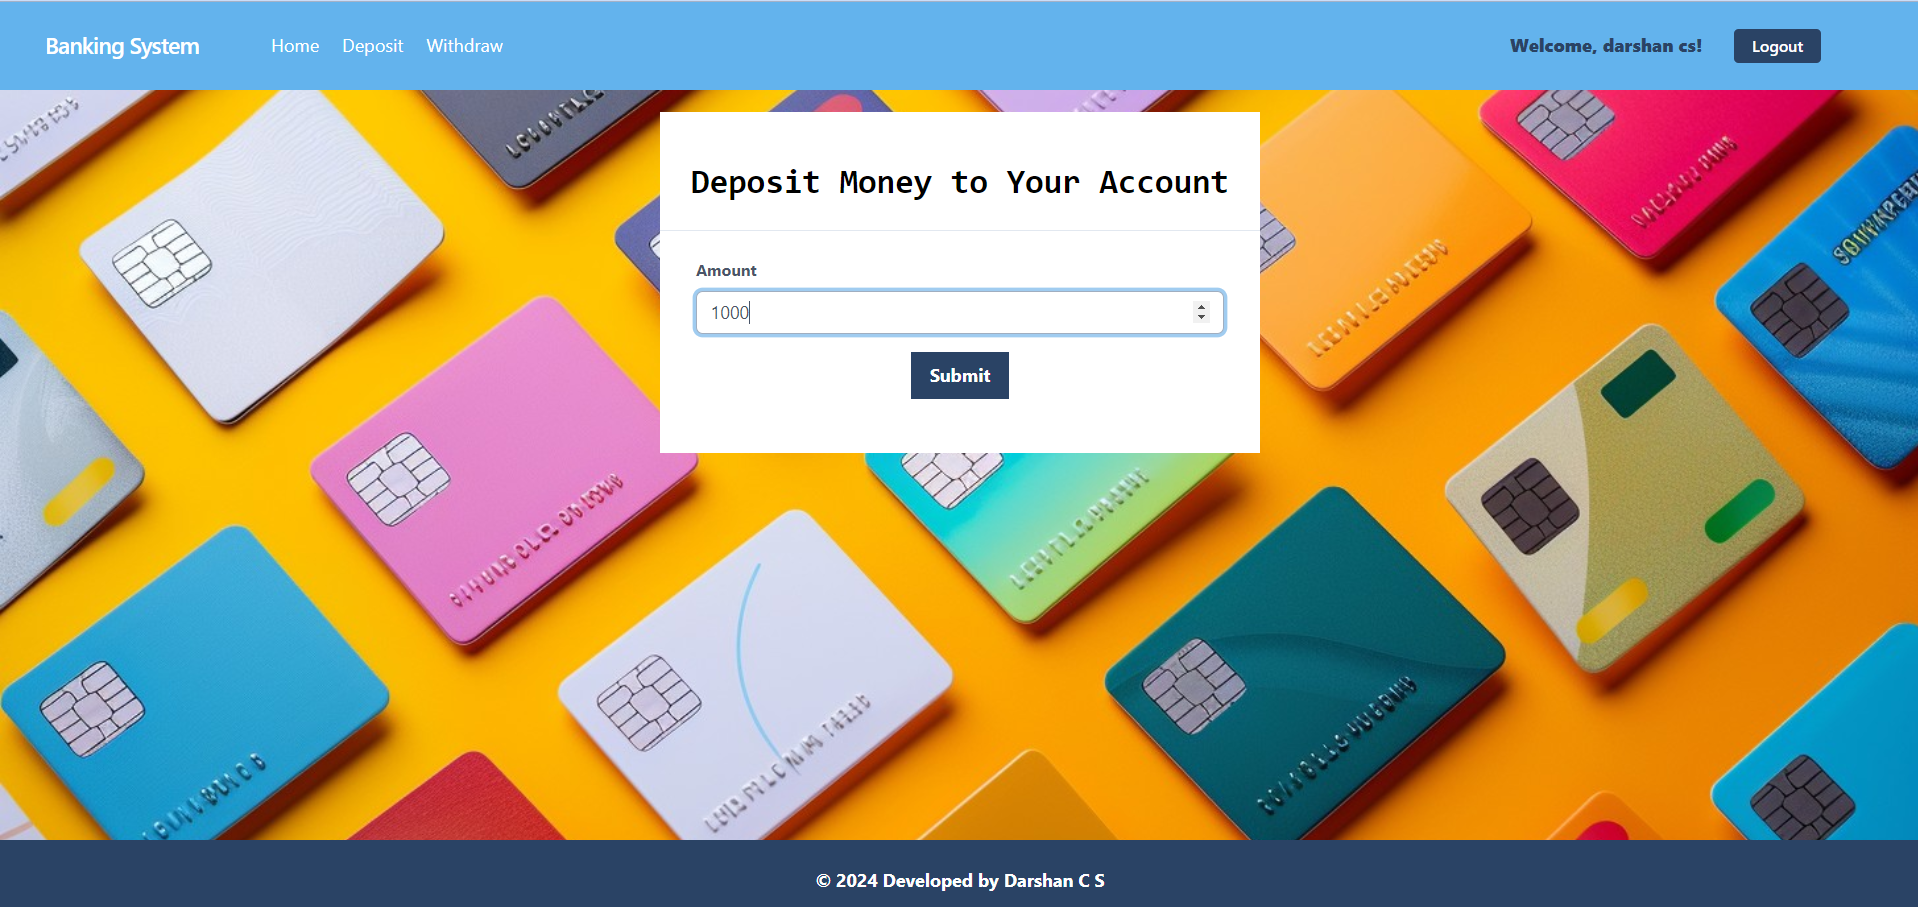 Banking System
Home
Deposit
Withdraw
Welcome, darshan cs!
Logout
Deposit Money to Your Account
Amount
1000
Submit
© 2024 Developed by Darshan C S